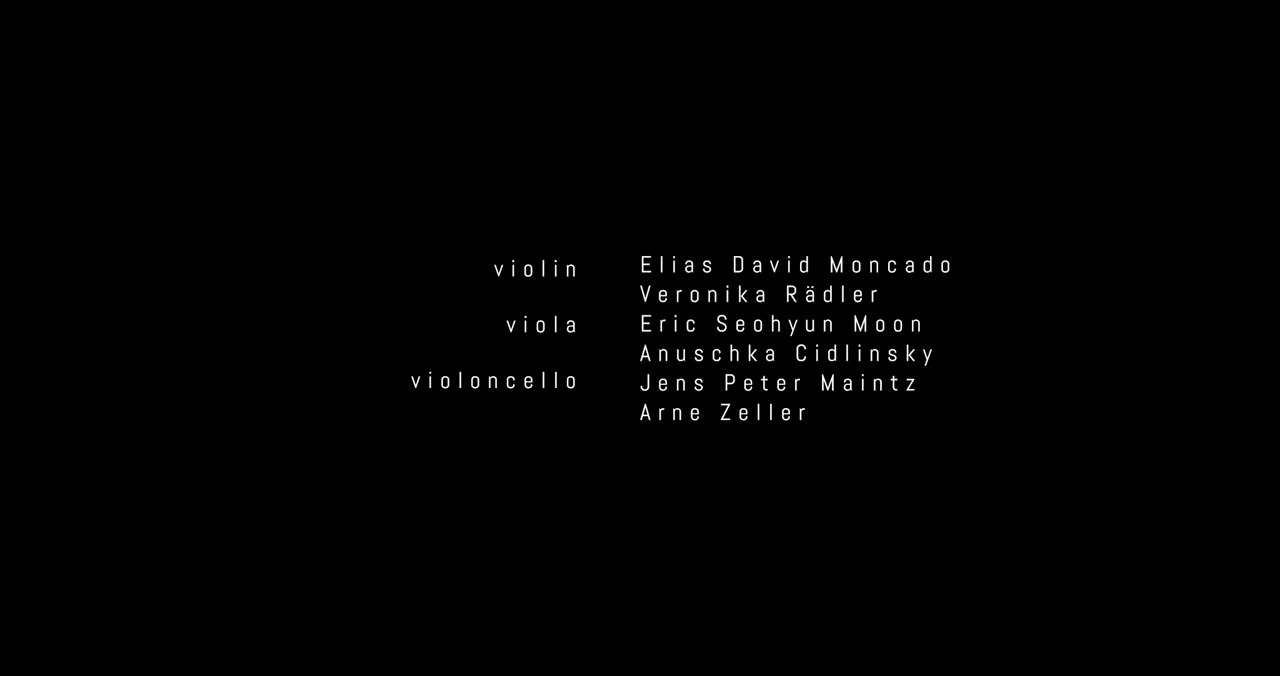 violin Elias David Moncado
Veronika Rädler
viola Eric Seohyun Moon
Anuschka Cidlinsky
violoncello Jens Peter Maintz
Arne Zeller